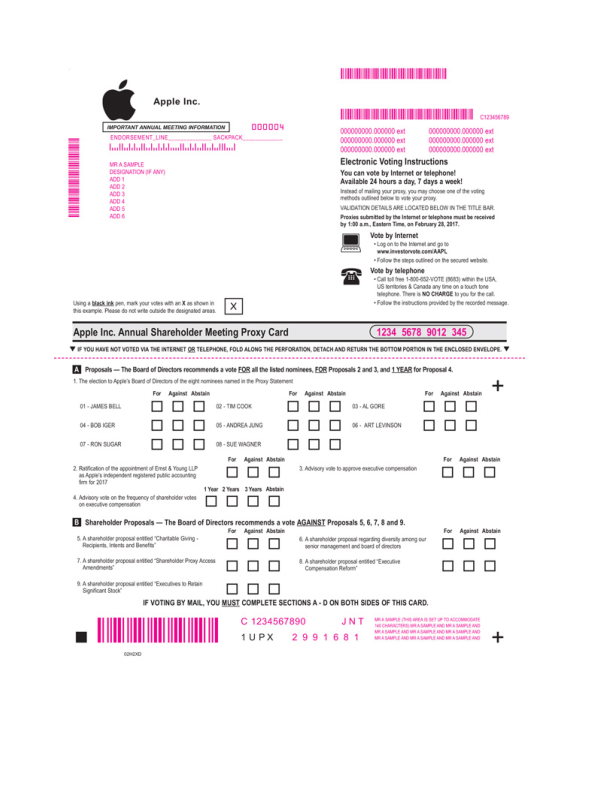 Apple Inc.
IMPORTANT ANNUAL MEETING INFORMATION
000004
ENDORSEMENT_LINE______________ SACKPACK_____________
C123456789
000000000.000000 ext 000000000.000000 ext
000000000.000000 ext 000000000.000000 ext
000000000.000000 ext 000000000.000000 ext
MR A SAMPLE
DESIGNATION (IF ANY)
ADD 1
ADD 2
ADD 3
ADD 4
ADD 5
ADD 6
Electronic Voting Instructions
You can vote by Internet or telephone!
Available 24 hours a day, 7 days a week!
Instead of mailing your proxy, you may choose one of the voting
methods outlined below to vote your proxy.
VALIDATION DETAILS ARE LOCATED BELOW IN THE TITLE BAR.
Proxies submitted by the Internet or telephone must be received
by 1:00 a.m., Eastern Time, on February 28, 2017.
Vote by Internet
• Log on to the Internet and go to
www.investorvote.com/AAPL
• Follow the steps outlined on the secured website.
Vote by telephone
• Call toll free 1-800-652-VOTE (8683) within the USA,
US territories & Canada any time on a touch tone
telephone. There is NO CHARGE to you for the call.
• Follow the instructions provided by the recorded message.
Using a black ink pen, mark your votes with an X as shown in
this example. Please do not write outside the designated areas.
X
Apple Inc. Annual Shareholder Meeting Proxy Card
1234 5678 9012 345
▼ IF YOU HAVE NOT VOTED VIA THE INTERNET OR TELEPHONE, FOLD ALONG THE PERFORATION, DETACH AND RETURN THE BOTTOM PORTION IN THE ENCLOSED ENVELOPE. ▼
A Proposals — The Board of Directors recommends a vote FOR all the listed nominees, FOR Proposals 2 and 3, and 1 YEAR for Proposal 4.
1. The election to Apple's Board of Directors of the eight nominees named in the Proxy Statement
+
For Against Abstain For Against Abstain For Against Abstain
01 - JAMES BELL 02 - TIM COOK 03 - AL GORE
04 - BOB IGER 05 - ANDREA JUNG 06 - ART LEVINSON
07 - RON SUGAR 08 - SUE WAGNER
For Against Abstain For Against Abstain
2. Ratification of the appointment of Ernst & Young LLP
as Apple's independent registered public accounting
firm for 2017
3. Advisory vote to approve executive compensation
1 Year 2 Years 3 Years Abstain
4. Advisory vote on the frequency of shareholder votes
on executive compensation
B Shareholder Proposals — The Board of Directors recommends a vote AGAINST Proposals 5, 6, 7, 8 and 9.
For Against Abstain For Against Abstain
5. A shareholder proposal entitled "Charitable Giving -
Recipients, Intents and Benefits"
6. A shareholder proposal regarding diversity among our
senior management and board of directors
7. A shareholder proposal entitled "Shareholder Proxy Access
Amendments"
8. A shareholder proposal entitled "Executive
Compensation Reform"
9. A shareholder proposal entitled "Executives to Retain
Significant Stock"
IF VOTING BY MAIL, YOU MUST COMPLETE SECTIONS A - D ON BOTH SIDES OF THIS CARD.
C 1234567890 J N T
1 U P X 2 9 9 1 6 8 1
MR A SAMPLE (THIS AREA IS SET UP TO ACCOMMODATE
140 CHARACTERS) MR A SAMPLE AND MR A SAMPLE AND
MR A SAMPLE AND MR A SAMPLE AND MR A SAMPLE AND
MR A SAMPLE AND MR A SAMPLE AND MR A SAMPLE AND
+
02H2XD